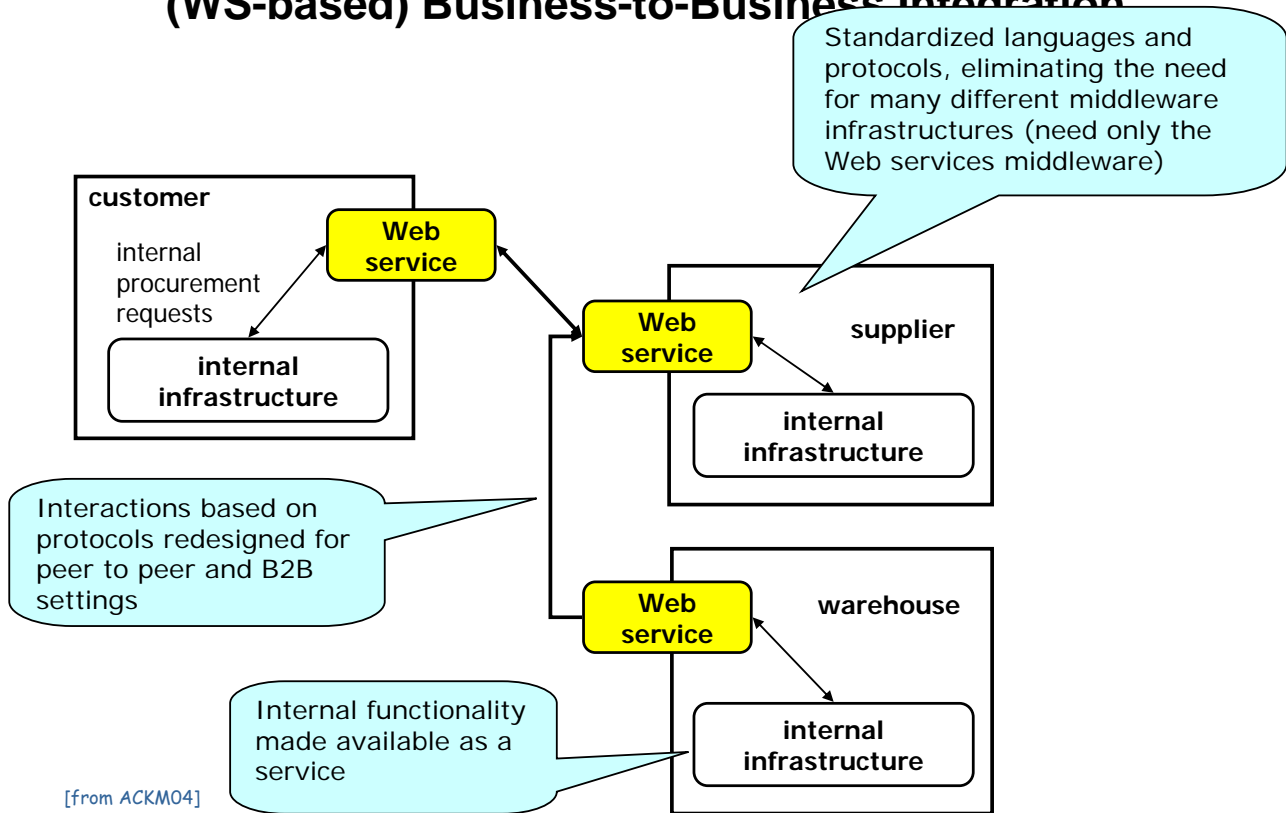 (WS-based) Business-to-Business Integration
Standardized languages and
protocols, eliminating the need
for many different middleware
infrastructures (need only the
Web services middleware)
customer
Web
service
internal
procurement
requests
internal
infrastructure
Web
service
supplier
internal
infrastructure
Interactions based on
protocols redesigned for
peer to peer and B2B
settings
Web
service
warehouse
internal
infrastructure
Internal functionality
made available as a
service
[from ACKM04]